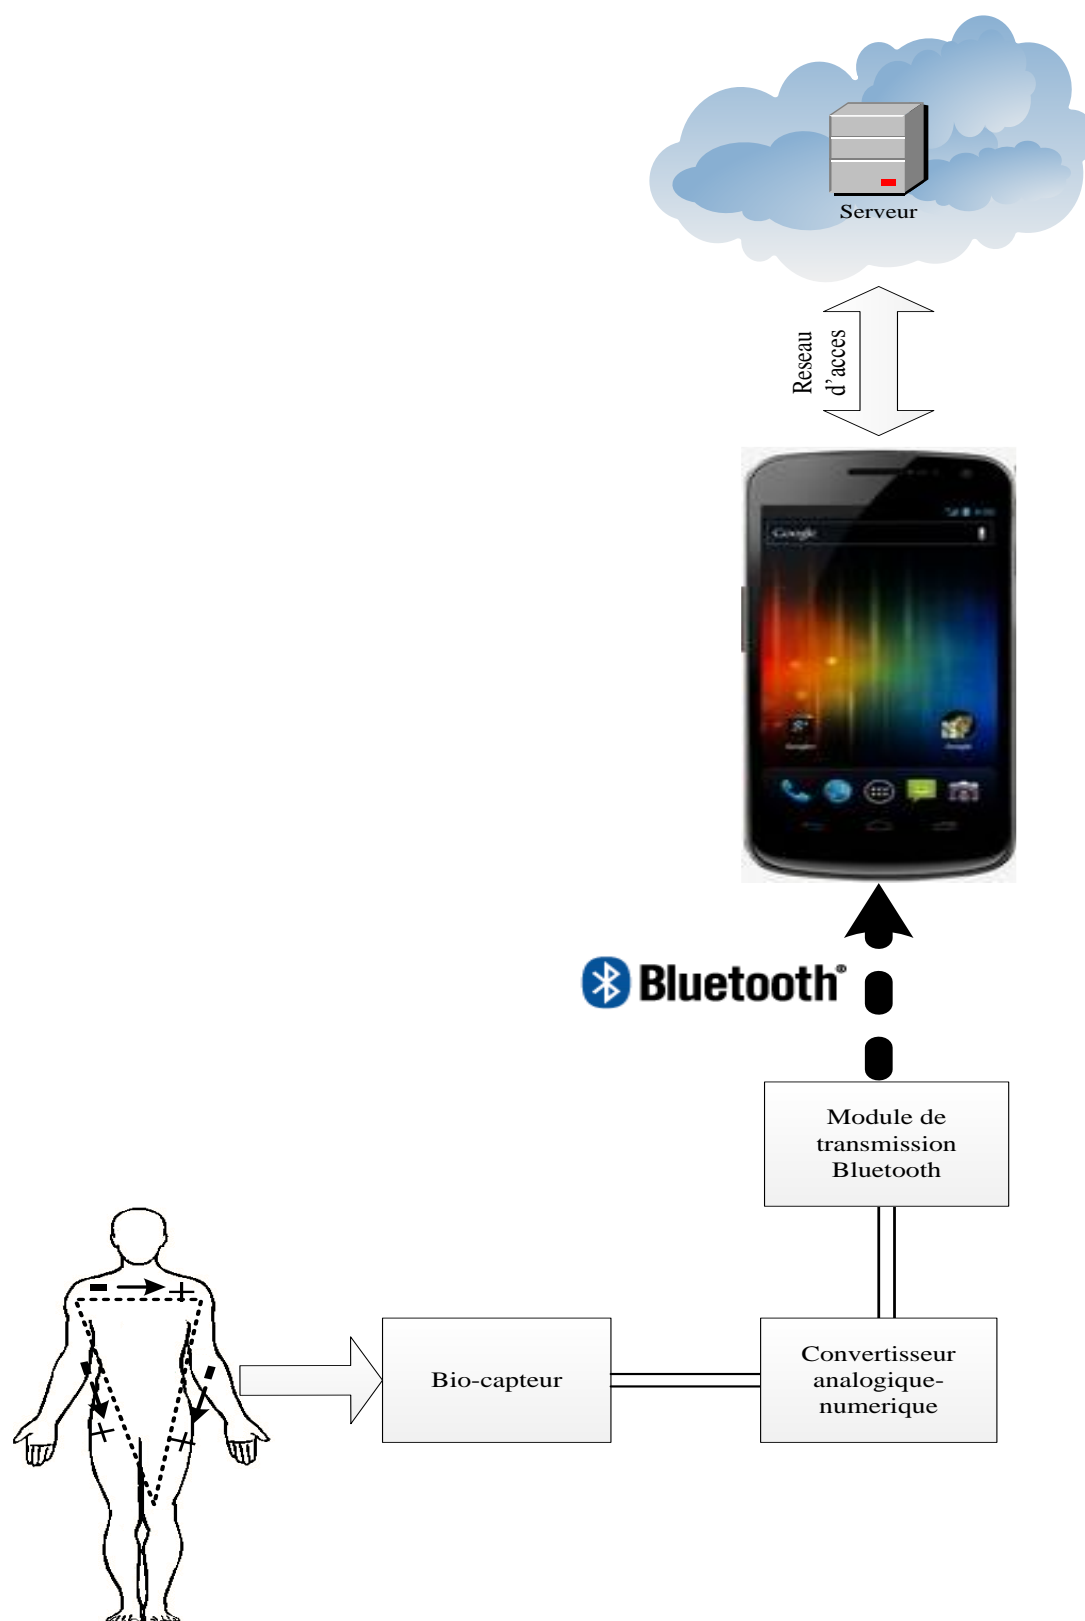 Serveur
Reseau
d'acces
Google
Bluetooth®
Module de
transmission
Bluetooth
Bio-capteur
Convertisseur
analogique-
numerique